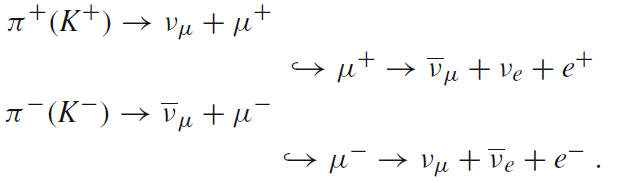 π⁺(K⁺) → ν_μ + μ⁺
↪ μ⁺ → ν̅_μ + ν_e + e⁺
π⁻(K⁻) → ν̅_μ + μ⁻
↪ μ⁻ → ν_μ + ν̅_e + e⁻ .